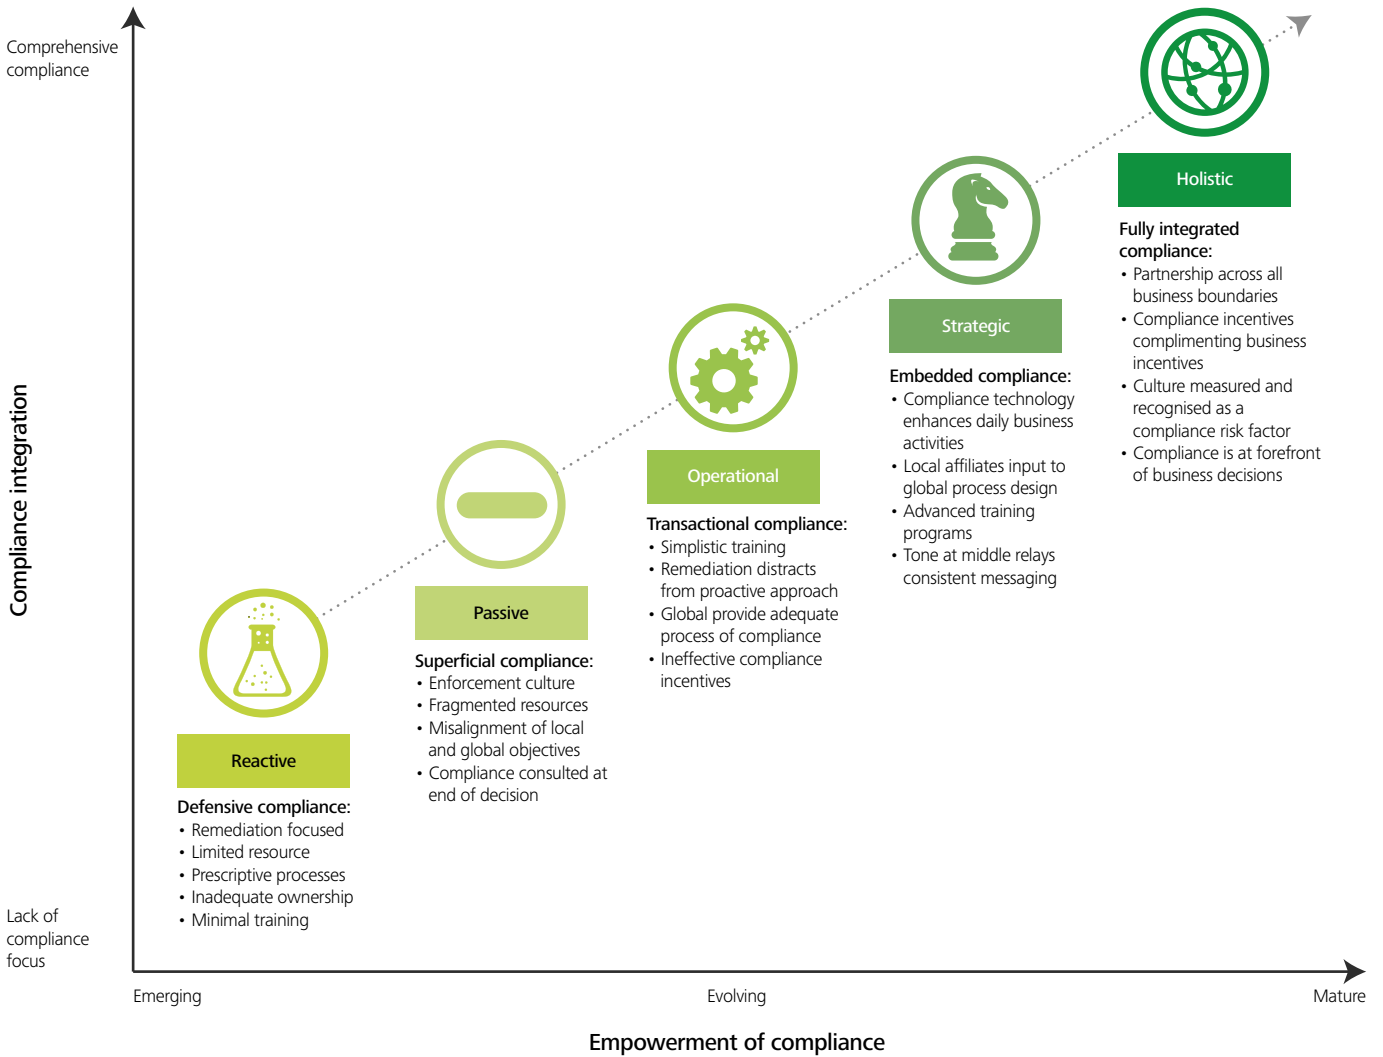 Comprehensive
compliance
Compliance integration
Lack of
compliance
focus
Reactive
Defensive compliance:
• Remediation focused
• Limited resource
• Prescriptive processes
• Inadequate ownership
• Minimal training
Passive
Superficial compliance:
• Enforcement culture
• Fragmented resources
• Misalignment of local
and global objectives
• Compliance consulted at
end of decision
Operational
Transactional compliance:
• Simplistic training
• Remediation distracts
from proactive approach
• Global provide adequate
process of compliance
• Ineffective compliance
incentives
Strategic
Embedded compliance:
• Compliance technology
enhances daily business
activities
• Local affiliates input to
global process design
• Advanced training
programs
• Tone at middle relays
consistent messaging
Holistic
Fully integrated
compliance:
• Partnership across all
business boundaries
• Compliance incentives
complimenting business
incentives
• Culture measured and
recognised as a
compliance risk factor
• Compliance is at forefront
of business decisions
Emerging
Evolving
Mature
Empowerment of compliance